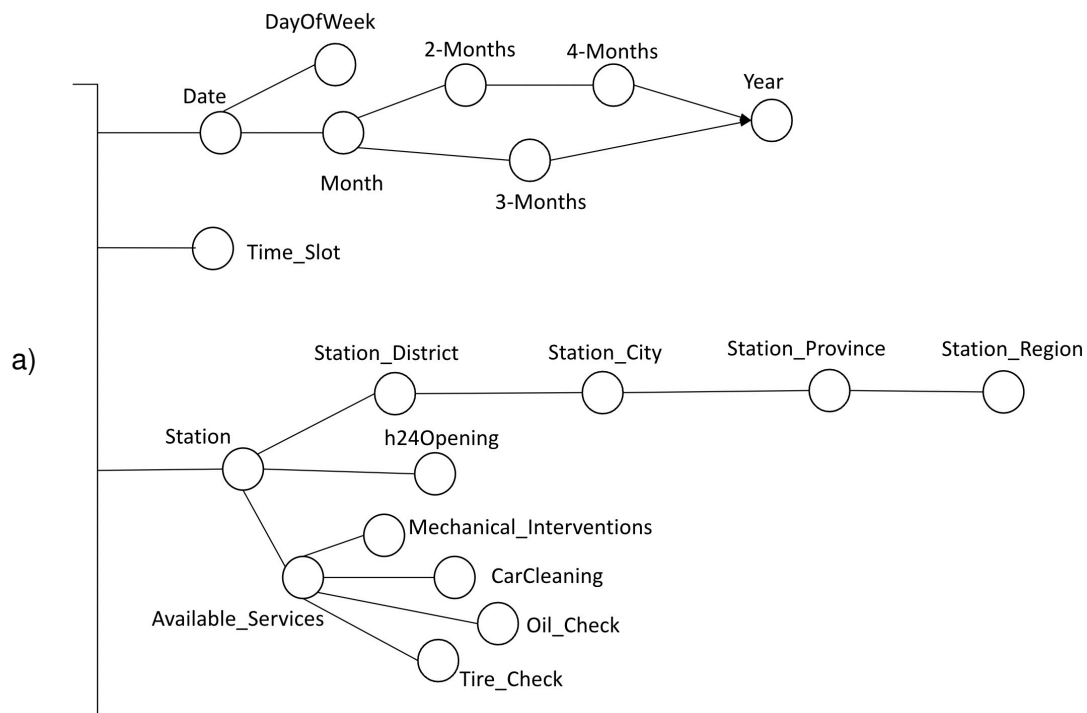 DayOfWeek
2-Months
4-Months
Year
Date
Month
3-Months
Time_Slot
a)
Station_District
Station_City
Station_Province
Station_Region
Station
h24Opening
Mechanical_Interventions
CarCleaning
Available_Services
Oil_Check
Tire_Check